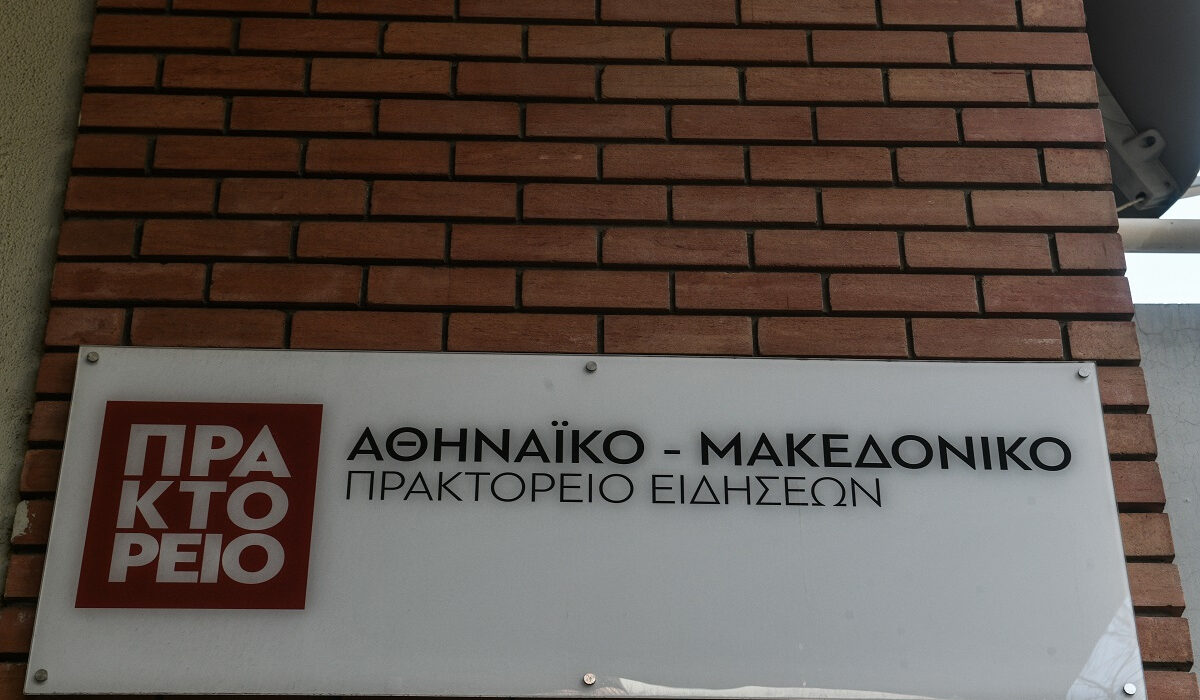 ΠΡΑ
ΚΤΟ
ΡΕΙΟ
ΑΘΗΝΑΪΚΟ - ΜΑΚΕΔΟΝΙΚΟ
ΠΡΑΚΤΟΡΕΙΟ ΕΙΔΗΣΕΩΝ